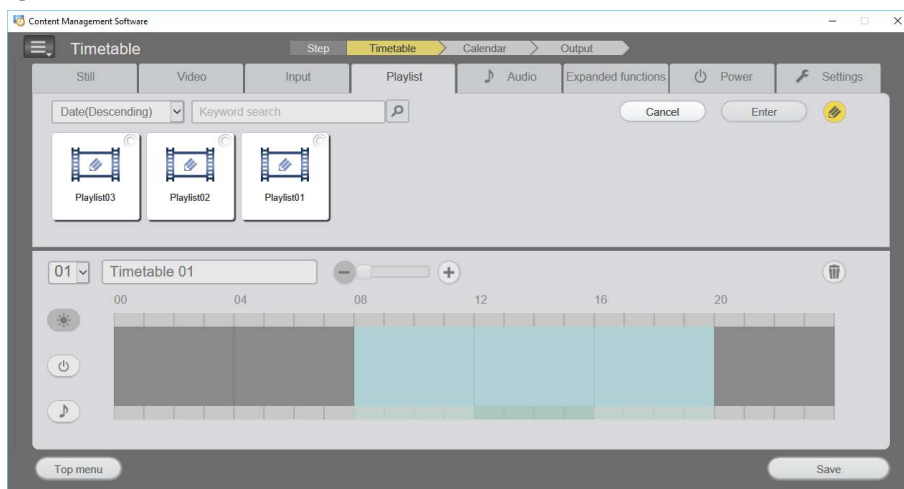 Content Management Software
Timetable
Step Timetable Calendar Output
Still Video Input Playlist Audio Expanded functions Power Settings
Date(Descending) Keyword search Cancel Enter
Playlist03 Playlist02 Playlist01
01 Timetable 01
00 04 08 12 16 20
Top menu Save